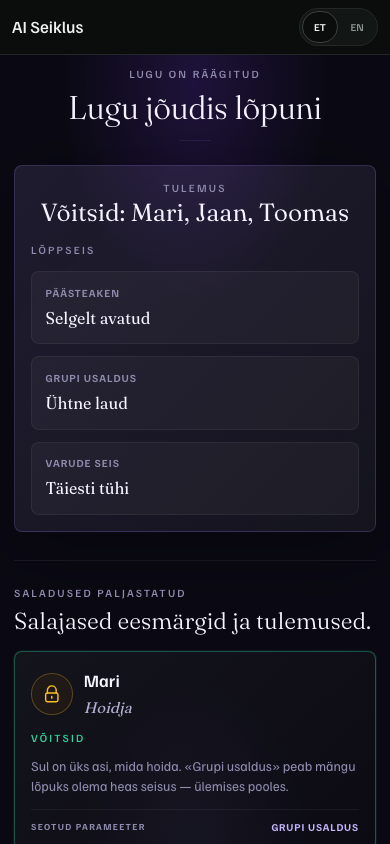 AI Seiklus
ET EN
LUGU ON RÄÄGITUD
Lugu jõudis lõpuni
TULEMUS
Võitsid: Mari, Jaan, Toomas
LÕPPSEIS
PÄÄSTEAKEN
Selgelt avatud
GRUPI USALDUS
Ühtne laud
VARUDE SEIS
Täiesti tühi
SALADUSED PALJASTATUD
Salajased eesmärgid ja tulemused.
Mari
Hoidja
VÕITSID
Sul on üks asi, mida hoida. «Grupi usaldus» peab mängu
lõpuks olema heas seisus — ülemises pooles.
SEOTUD PARAMEETER GRUPI USALDUS